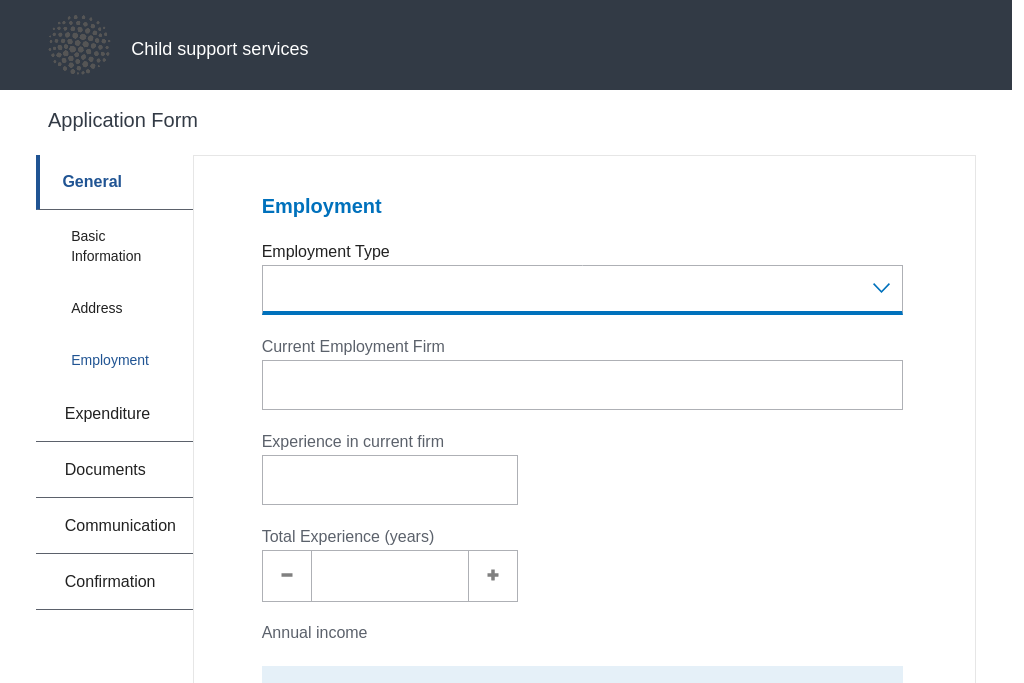 Child support services
Application Form
General
Basic
Information
Address
Employment
Expenditure
Documents
Communication
Confirmation
Employment
Employment Type
Current Employment Firm
Experience in current firm
Total Experience (years)
Annual income